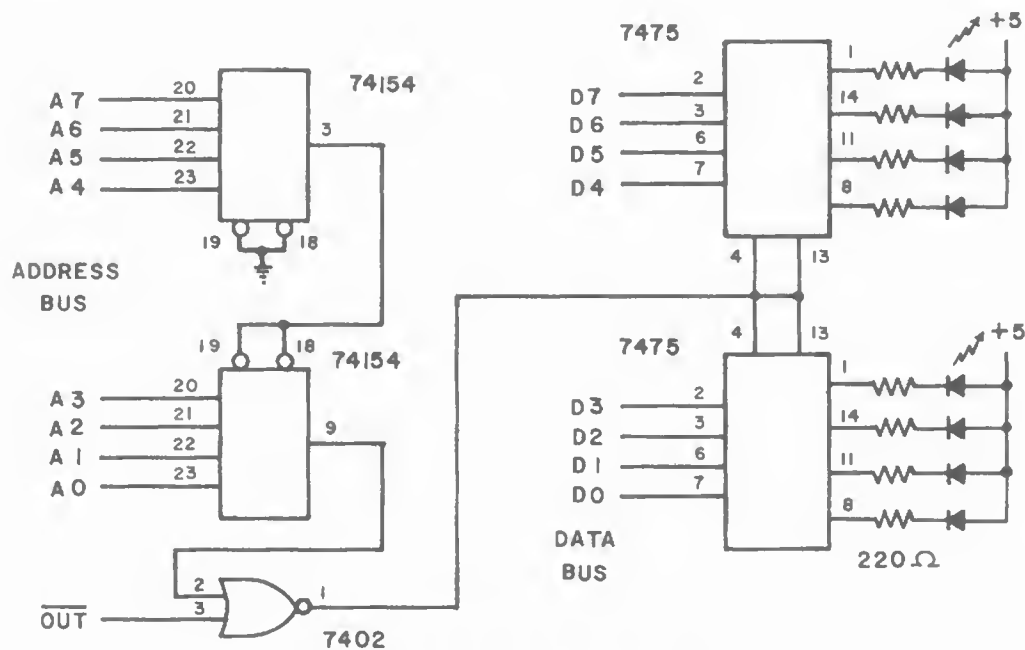 74154
A7 20
A6 21
A5 22
A4 23
3
19 18
ADDRESS
BUS
19 18 74154
A3 20
A2 21
A1 22
A0 23
9
2
OUT 3
1
7402
7475
+5
D7 2
D6 3
D5 6
D4 7
1
14
11
8
4 13
4 13
7475
+5
D3 2
D2 3
D1 6
D0 7
1
14
11
8
DATA
BUS
220Ω